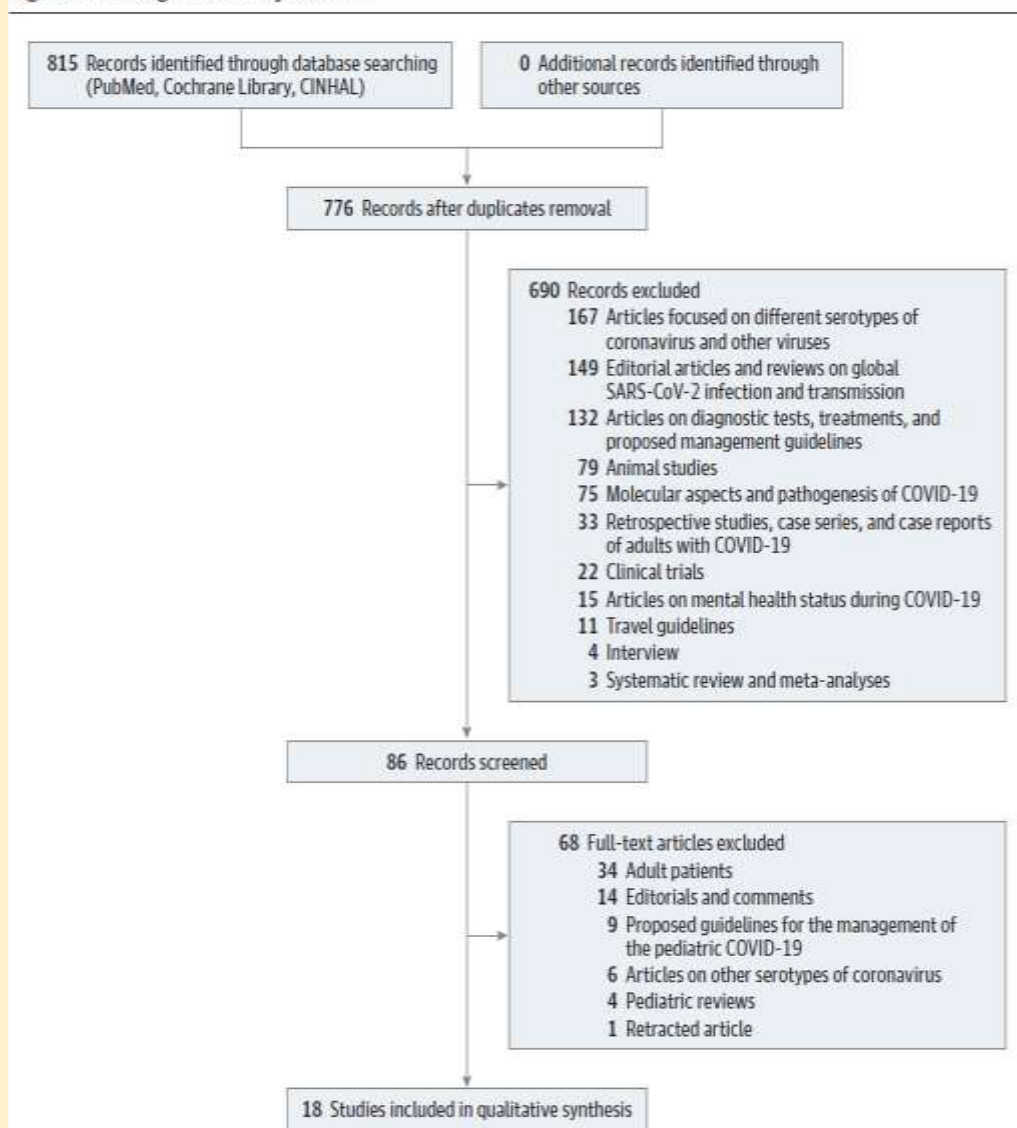 815 Records identified through database searching
(PubMed, Cochrane Library, CINHAL)
0 Additional records identified through
other sources
776 Records after duplicates removal
690 Records excluded
167 Articles focused on different serotypes of
coronavirus and other viruses
149 Editorial articles and reviews on global
SARS-CoV-2 infection and transmission
132 Articles on diagnostic tests, treatments, and
proposed management guidelines
79 Animal studies
75 Molecular aspects and pathogenesis of COVID-19
33 Retrospective studies, case series, and case reports
of adults with COVID-19
22 Clinical trials
15 Articles on mental health status during COVID-19
11 Travel guidelines
4 Interview
3 Systematic review and meta-analyses
86 Records screened
68 Full-text articles excluded
34 Adult patients
14 Editorials and comments
9 Proposed guidelines for the management of
the pediatric COVID-19
6 Articles on other serotypes of coronavirus
4 Pediatric reviews
1 Retracted article
18 Studies included in qualitative synthesis